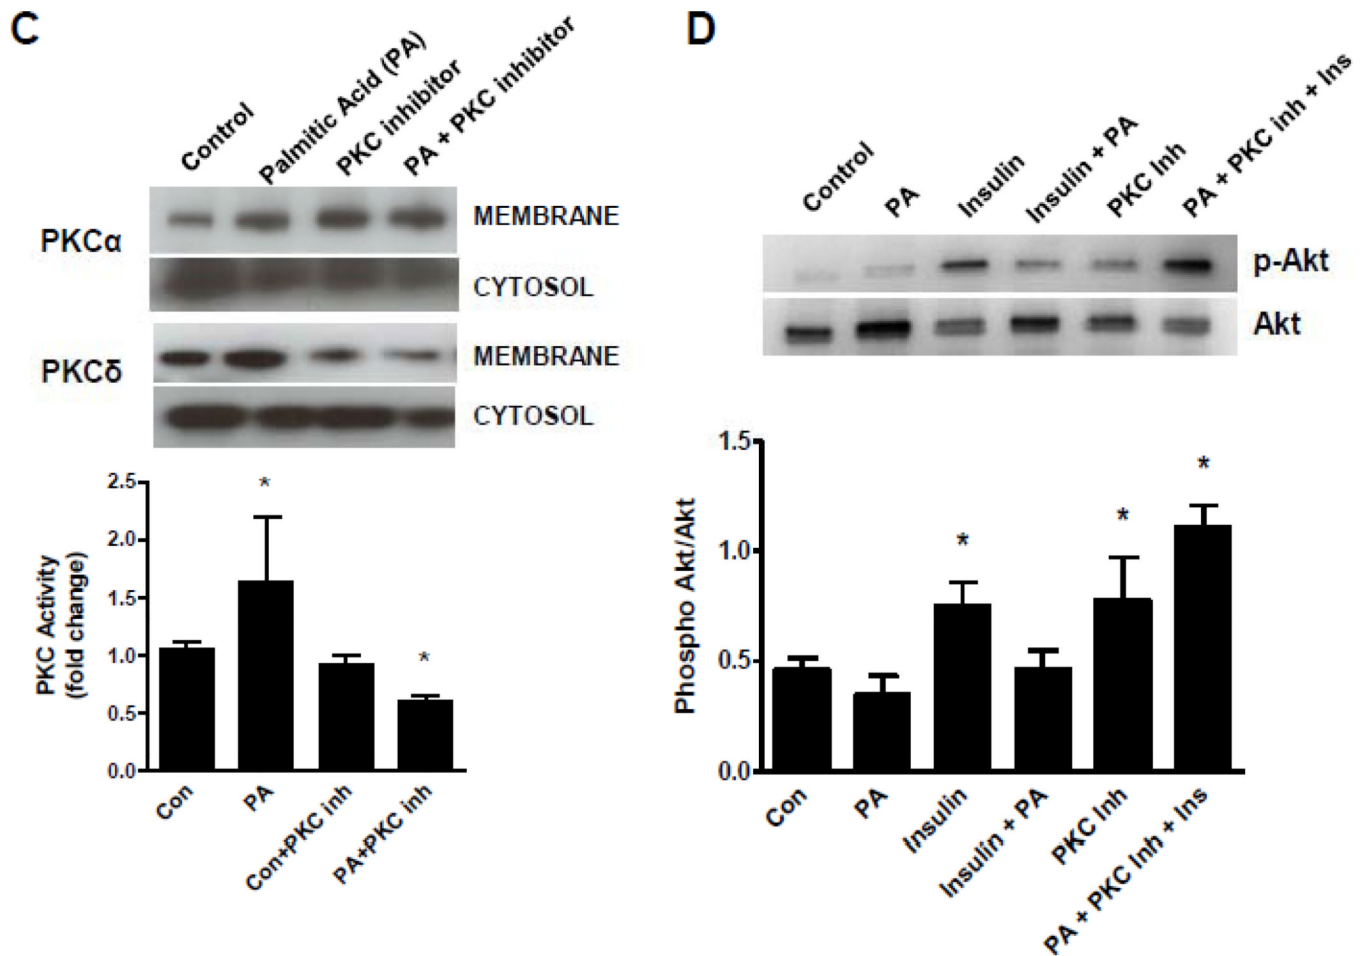 C
Control
Palmitic Acid (PA)
PKC inhibitor
PA + PKC inhibitor
PKCα
MEMBRANE
CYTOSOL
PKCδ
MEMBRANE
CYTOSOL
PKC Activity
(fold change)
2.5
2.0
1.5
1.0
0.5
0.0
*
*
Con
PA
Con+PKC inh
PA+PKC inh
D
Control
PA
Insulin
Insulin + PA
PKC Inh
PA + PKC inh + Ins
p-Akt
Akt
Phospho Akt/Akt
1.5
1.0
0.5
0.0
*
*
*
Con
PA
Insulin
Insulin + PA
PKC Inh
PA + PKC Inh + Ins